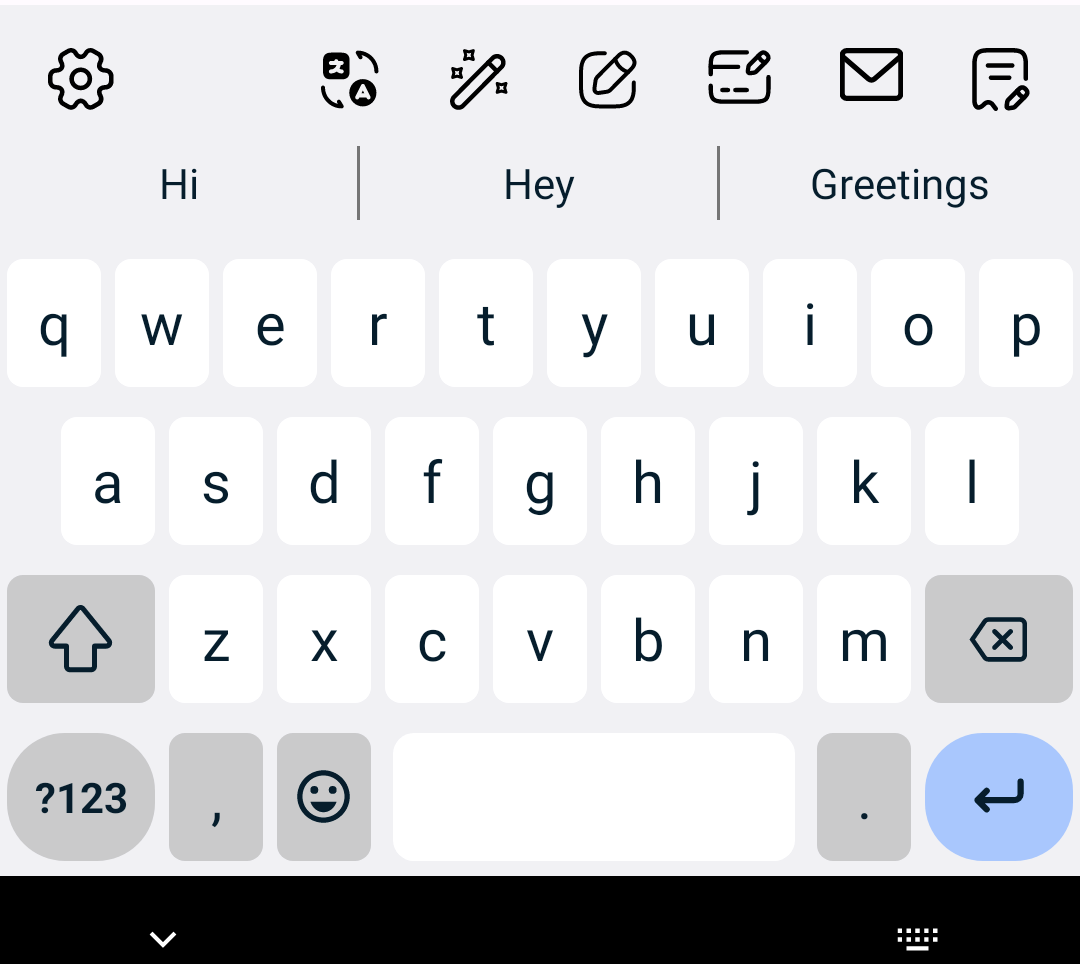 Hi Hey Greetings
q w e r t y u i o p
a s d f g h j k l
z x c v b n m
?123 , .